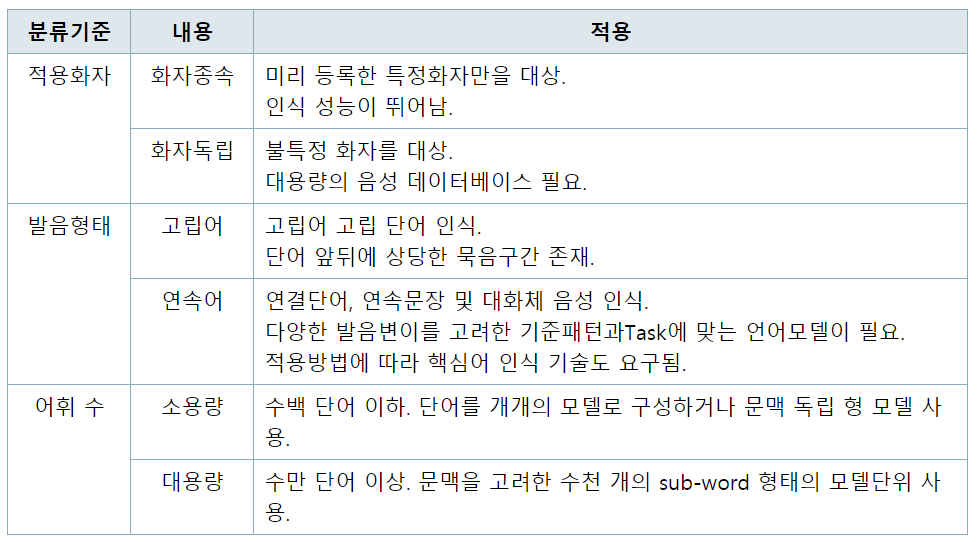 분류기준 내용 적용
적용화자 화자종속 미리 등록한 특정화자만을 대상.
인식 성능이 뛰어남.
화자독립 불특정 화자를 대상.
대용량의 음성 데이터베이스 필요.
발음형태 고립어 고립어 고립 단어 인식.
단어 앞뒤에 상당한 묵음구간 존재.
연속어 연결단어, 연속문장 및 대화체 음성 인식.
다양한 발음변이를 고려한 기준패턴과Task에 맞는 언어모델이 필요.
적용방법에 따라 핵심어 인식 기술도 요구됨.
어휘 수 소용량 수백 단어 이하. 단어를 개개의 모델로 구성하거나 문맥 독립 형 모델 사
용.
대용량 수만 단어 이상. 문맥을 고려한 수천 개의 sub-word 형태의 모델단위 사
용.